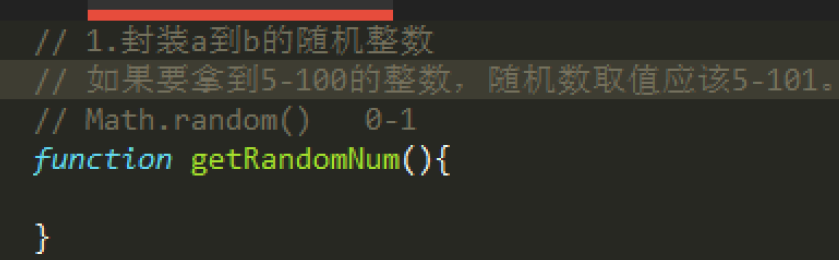 // 1.封装a到b的随机整数
// 如果要拿到5-100的整数，随机数取值应该5-101。
// Math.random()   0-1
function getRandomNum(){
}